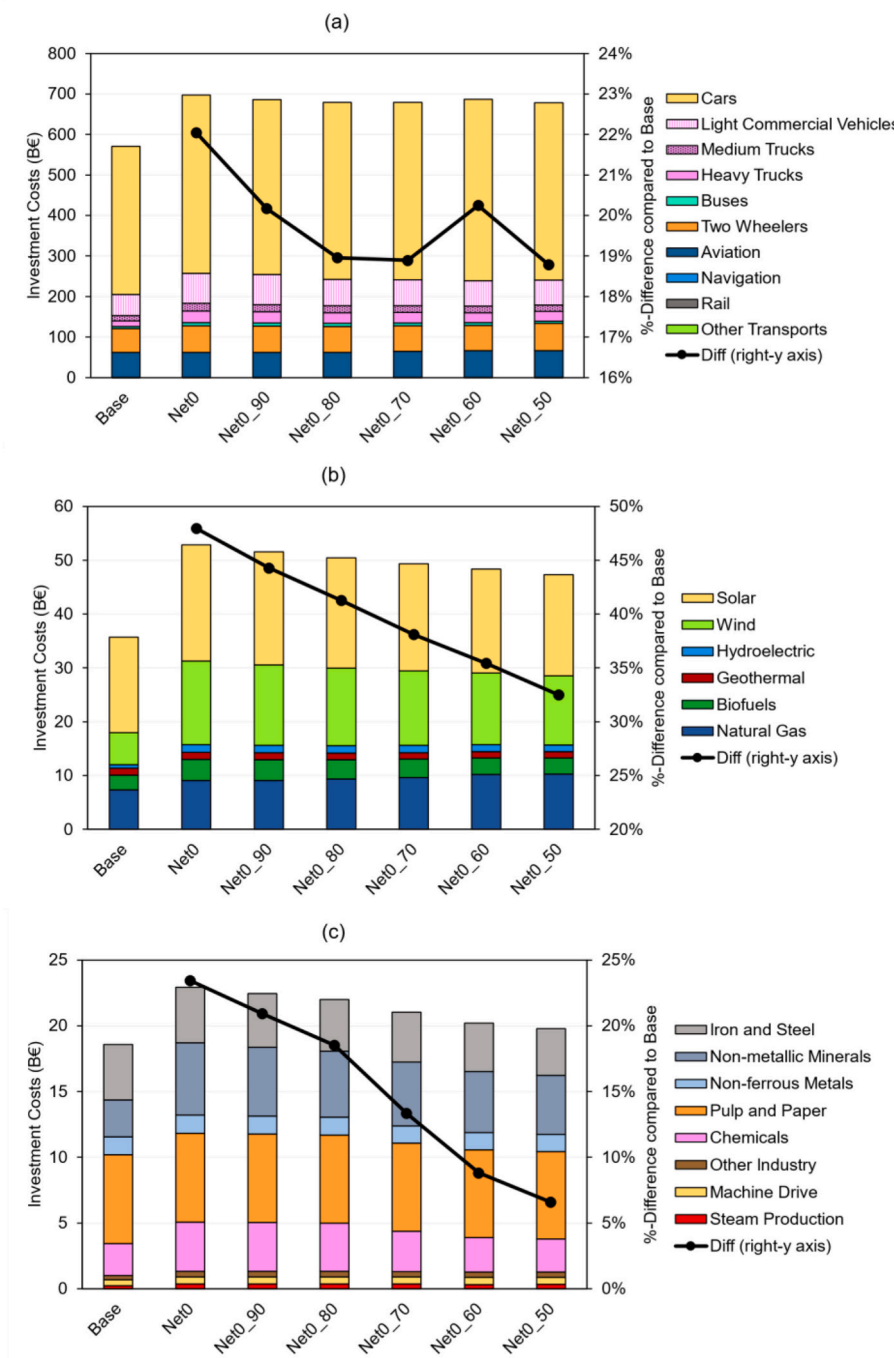 (a)
Investment Costs (B€)
800
700
600
500
400
300
200
100
0
24%
23%
22%
21%
20%
19%
18%
17%
16%
%-Difference compared to Base
Base
Net0
Net0_90
Net0_80
Net0_70
Net0_60
Net0_50
Cars
Light Commercial Vehicles
Medium Trucks
Heavy Trucks
Buses
Two Wheelers
Aviation
Navigation
Rail
Other Transports
Diff (right-y axis)
(b)
Investment Costs (B€)
60
50
40
30
20
10
0
50%
45%
40%
35%
30%
25%
20%
%-Difference compared to Base
Base
Net0
Net0_90
Net0_80
Net0_70
Net0_60
Net0_50
Solar
Wind
Hydroelectric
Geothermal
Biofuels
Natural Gas
Diff (right-y axis)
(c)
Investment Costs (B€)
25
20
15
10
5
0
25%
20%
15%
10%
5%
0%
%-Difference compared to Base
Base
Net0
Net0_90
Net0_80
Net0_70
Net0_60
Net0_50
Iron and Steel
Non-metallic Minerals
Non-ferrous Metals
Pulp and Paper
Chemicals
Other Industry
Machine Drive
Steam Production
Diff (right-y axis)